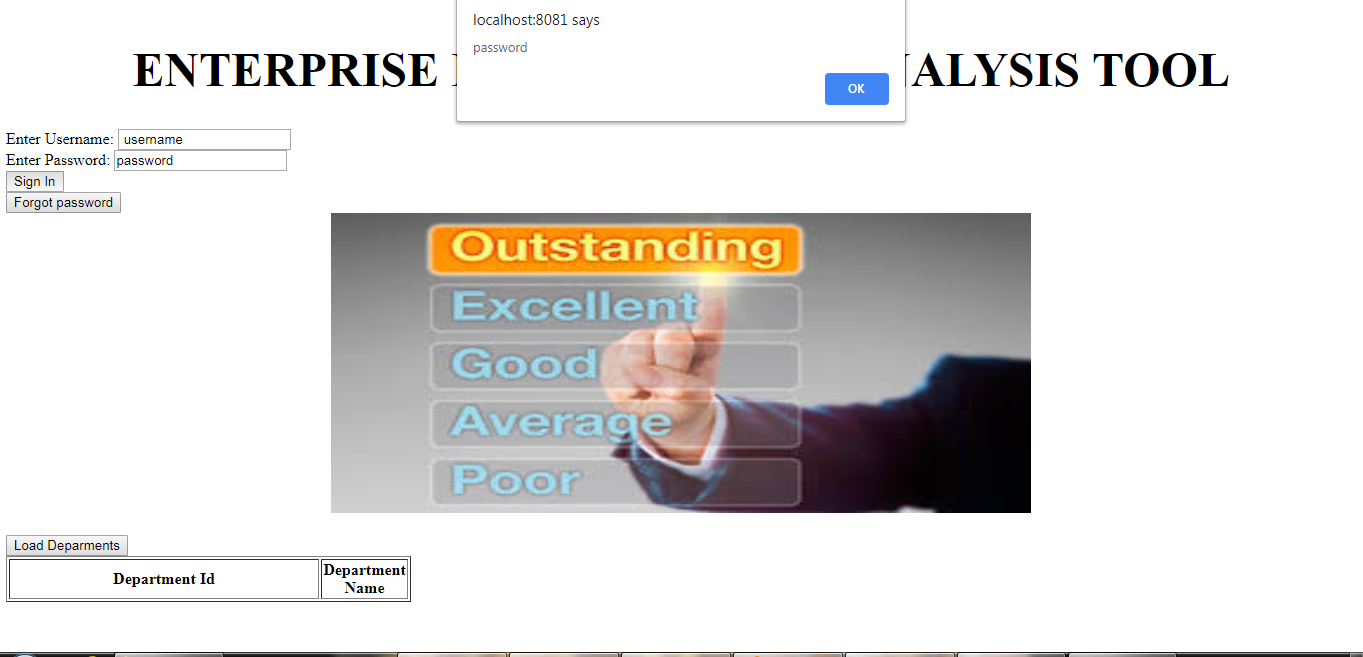 localhost:8081 says
password
OK
ENTERPRISE ALYSIS TOOL
Enter Username: username
Enter Password: password
Sign In
Forgot password
Outstanding
Excellent
Good
Average
Poor
Load Deparments
Department Id
Department
Name